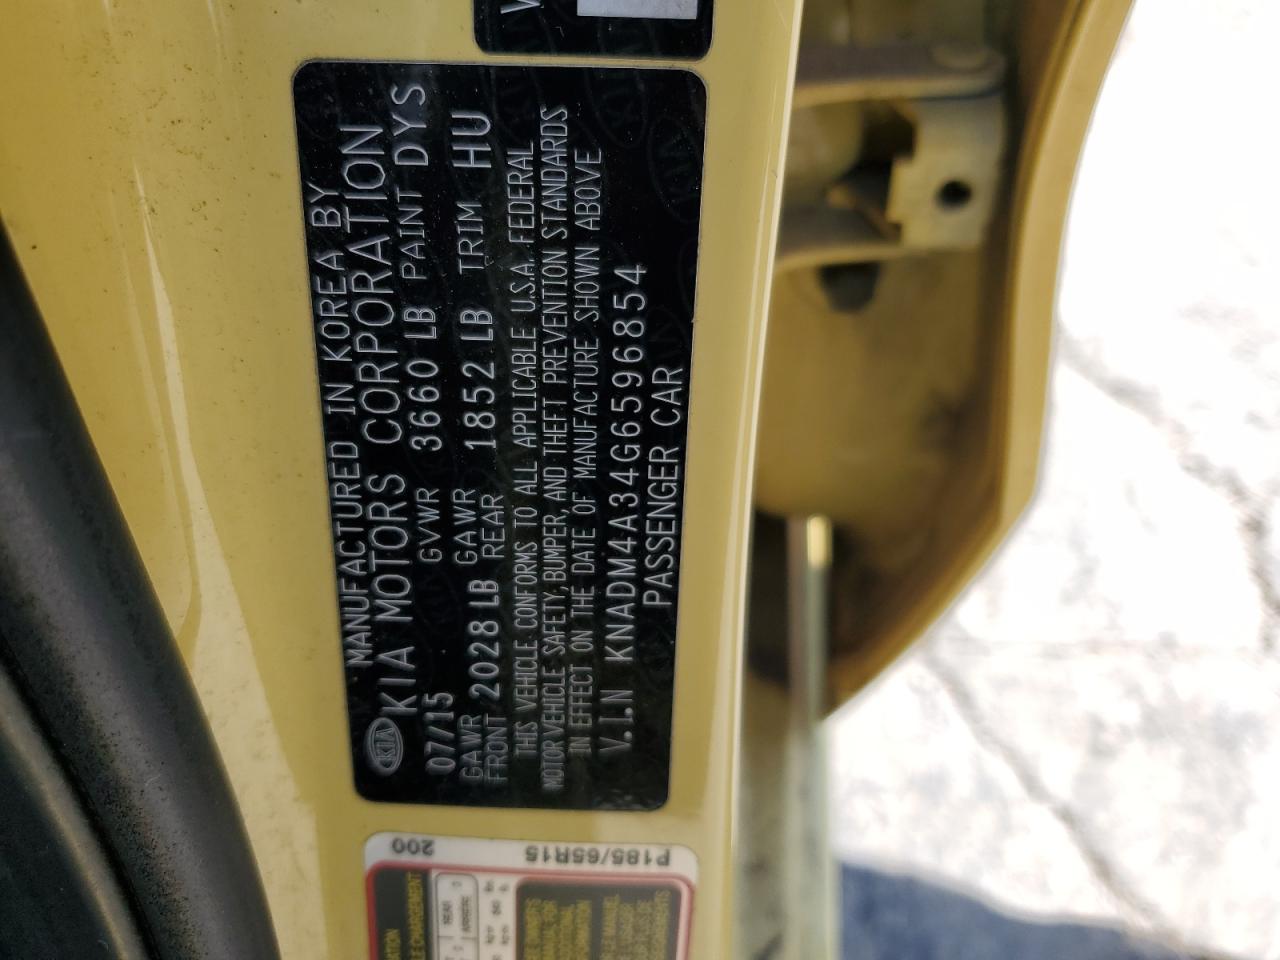 MANUFACTURED IN KOREA BY
KIA KIA MOTORS CORPORATION
07/15 GVWR 3660 LB PAINT DYS
GAWR FRONT 2028 LB GAWR REAR 1852 LB TRIM HU
THIS VEHICLE CONFORMS TO ALL APPLICABLE U.S.A. FEDERAL
MOTOR VEHICLE SAFETY, BUMPER, AND THEFT PREVENTION STANDARDS
IN EFFECT ON THE DATE OF MANUFACTURE SHOWN ABOVE
V.I.N KNADM4A34G6596854
PASSENGER CAR
P185/65R15
200